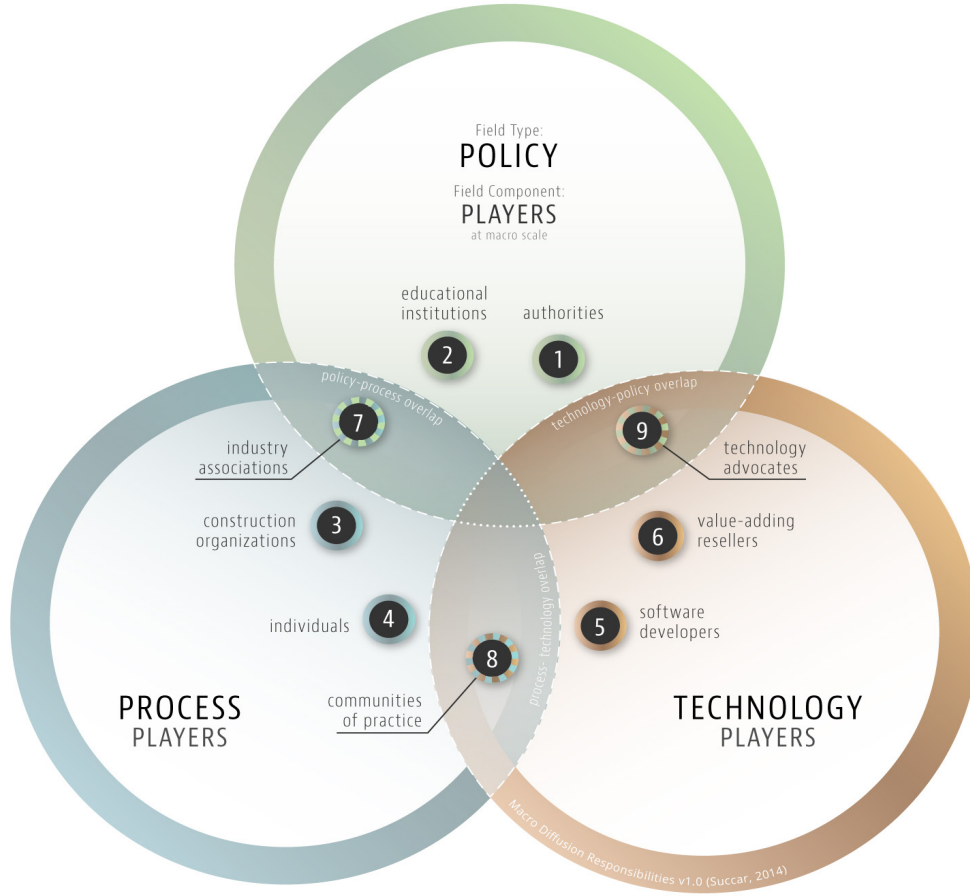 Field Type:
POLICY
Field Component:
PLAYERS
at macro scale
educational
institutions
authorities
2
1
policy-process overlap
technology-policy overlap
7
9
industry
associations
technology
advocates
construction
organizations
3
6
value-adding
resellers
individuals
4
5
software
developers
process- technology overlap
8
communities
of practice
PROCESS
PLAYERS
TECHNOLOGY
PLAYERS
Macro Diffusion Responsibilities v1.0 (Succar, 2014)